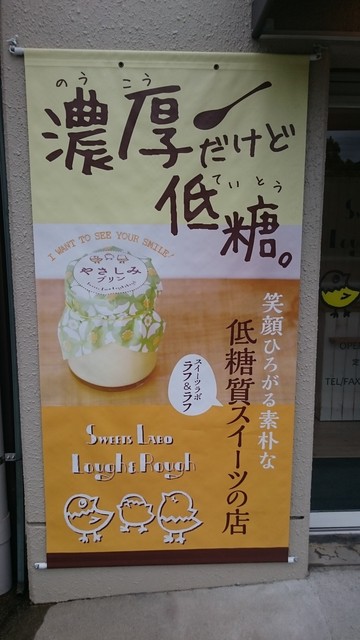 のうこう
濃厚だけど
ていとう
低糖。
I WANT TO SEE YOUR SMILE!
やさしみ
プリン
笑顔ひろがる素朴な
低糖質スイーツの店
スイーツラボ
ラフ&ラフ
SWEETS LABO
Lough & Rough
TEL/FAX